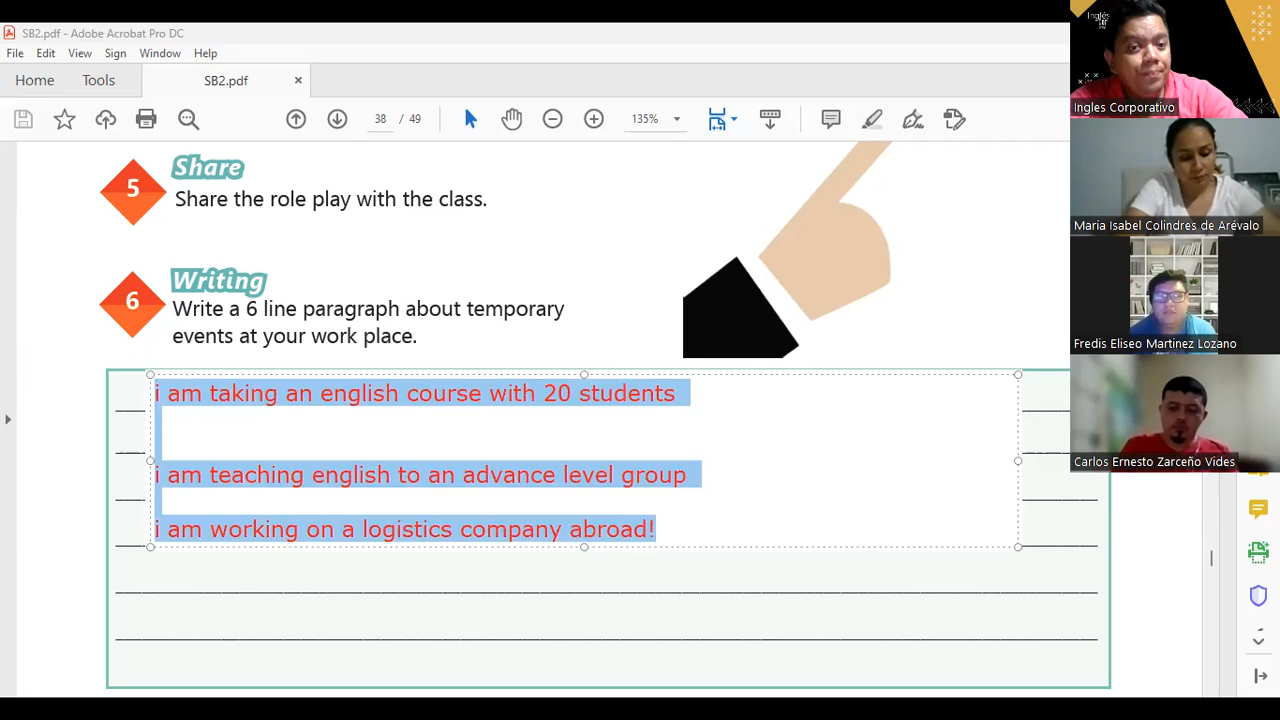 SB2.pdf - Adobe Acrobat Pro DC
File Edit View Sign Window Help
Home Tools SB2.pdf ×
38 / 49 135%
5 Share
Share the role play with the class.
6 Writing
Write a 6 line paragraph about temporary
events at your work place.
i am taking an english course with 20 students
i am teaching english to an advance level group
i am working on a logistics company abroad!
Ingles Corporativo
Maria Isabel Colindres de Arévalo
Fredis Eliseo Martinez Lozano
Carlos Ernesto Zarceño Vides